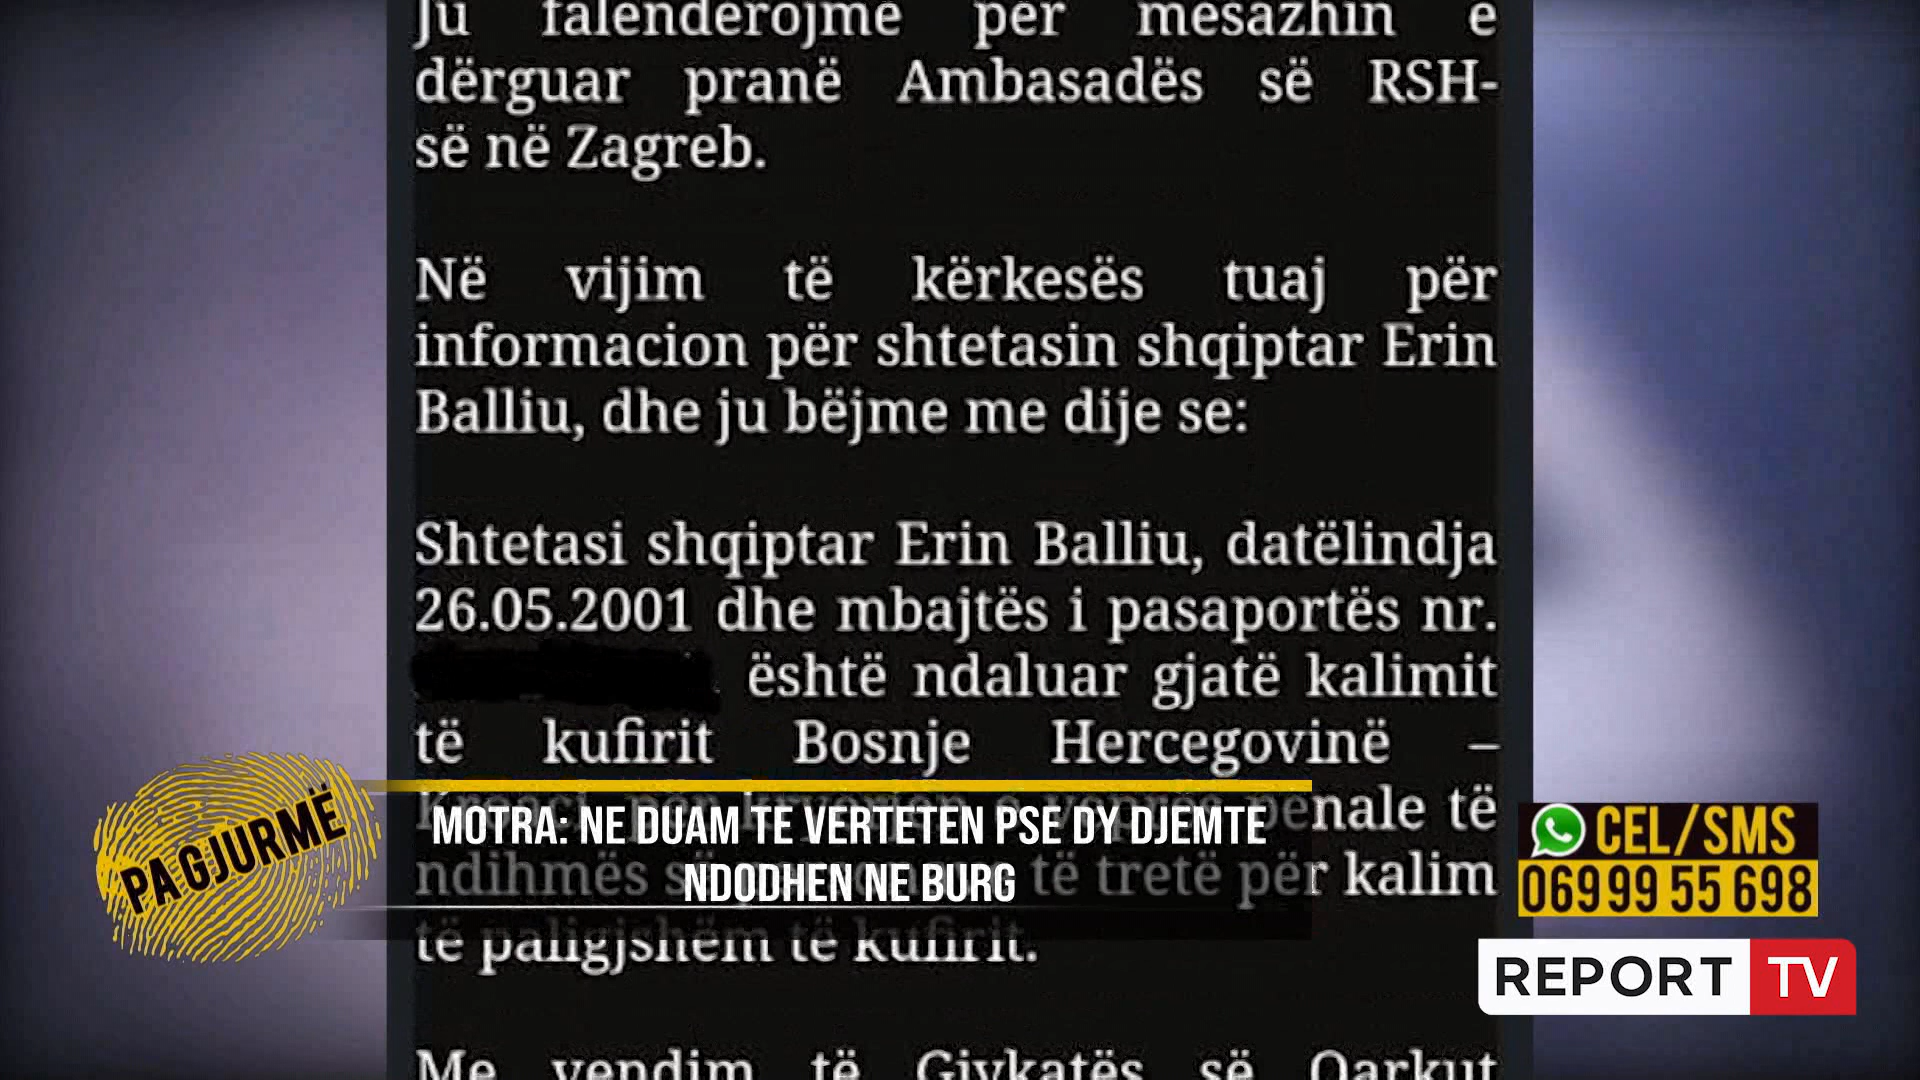 Ju falënderojmë për mesazhin e
dërguar pranë Ambasadës së RSH-
së në Zagreb.
Në vijim të kërkesës tuaj për
informacion për shtetasin shqiptar Erin
Balliu, dhe ju bëjme me dije se:
Shtetasi shqiptar Erin Balliu, datëlindja
26.05.2001 dhe mbajtës i pasaportës nr.
është ndaluar gjatë kalimit
të kufirit Bosnje Hercegovinë –
penale të
ndihmës të tretë për kalim
të paligjshëm të kufirit.
Me vendim të Gjykatës së Qarkut
PA GJURMË
MOTRA: NE DUAM TE VERTETEN PSE DY DJEMTE
NDODHEN NE BURG
CEL/SMS
069 99 55 698
REPORT TV